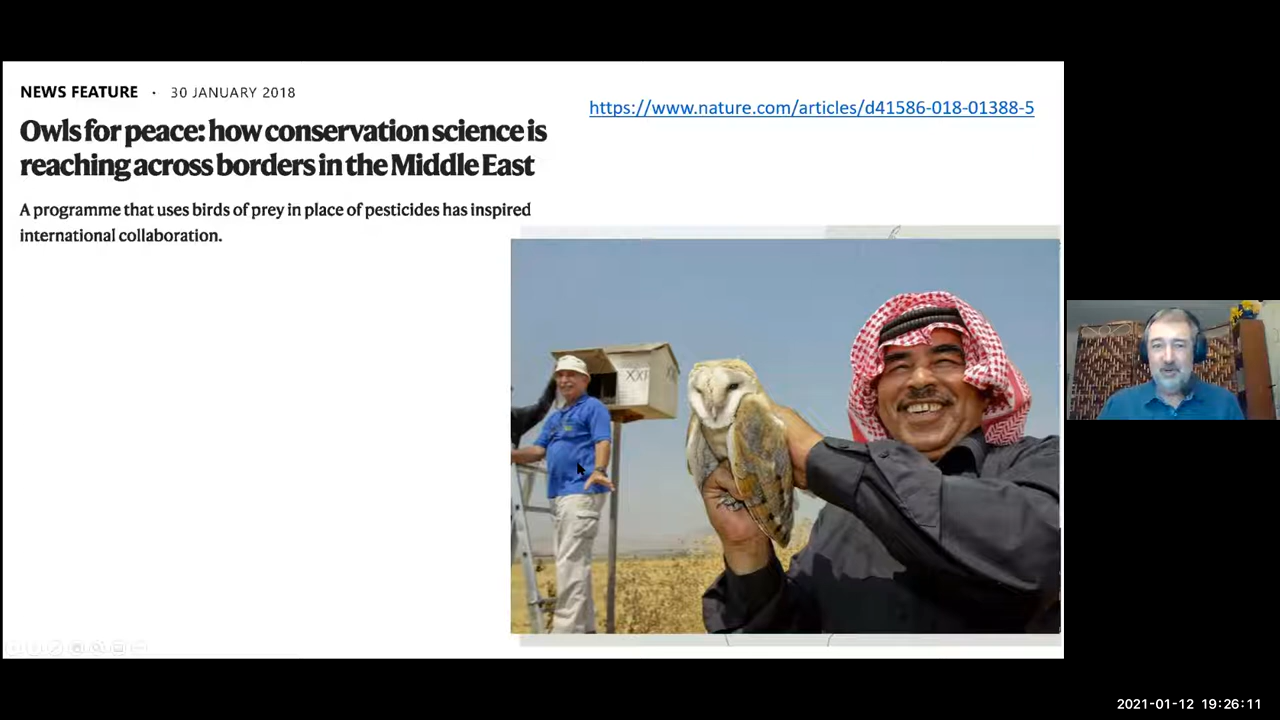 NEWS FEATURE · 30 JANUARY 2018
https://www.nature.com/articles/d41586-018-01388-5
Owls for peace: how conservation science is
reaching across borders in the Middle East
A programme that uses birds of prey in place of pesticides has inspired
international collaboration.
2021-01-12 19:26:11